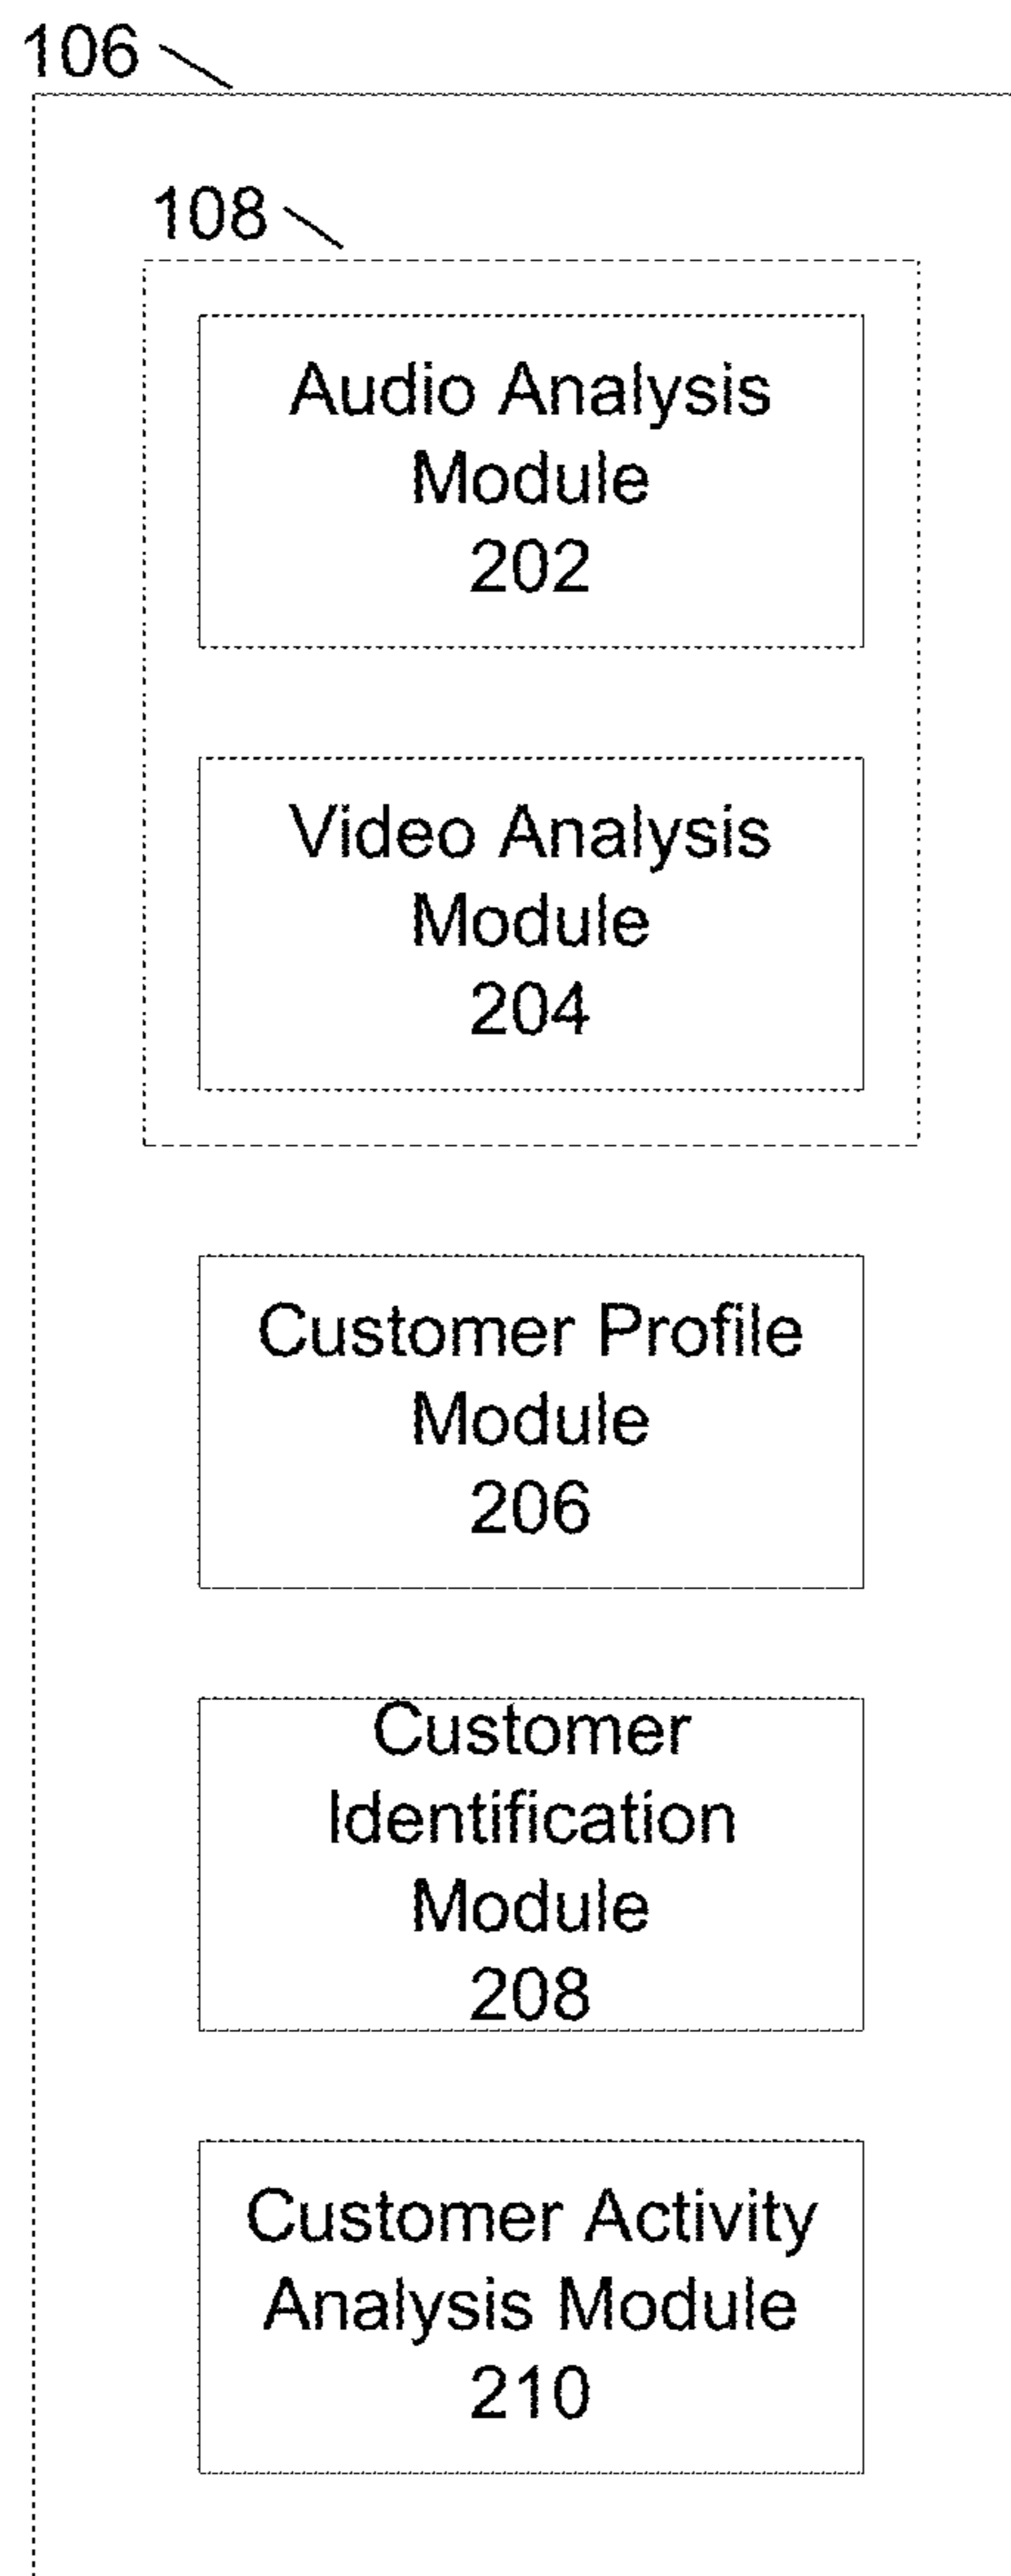 106
108
Audio Analysis
Module
202
Video Analysis
Module
204
Customer Profile
Module
206
Customer
Identification
Module
208
Customer Activity
Analysis Module
210